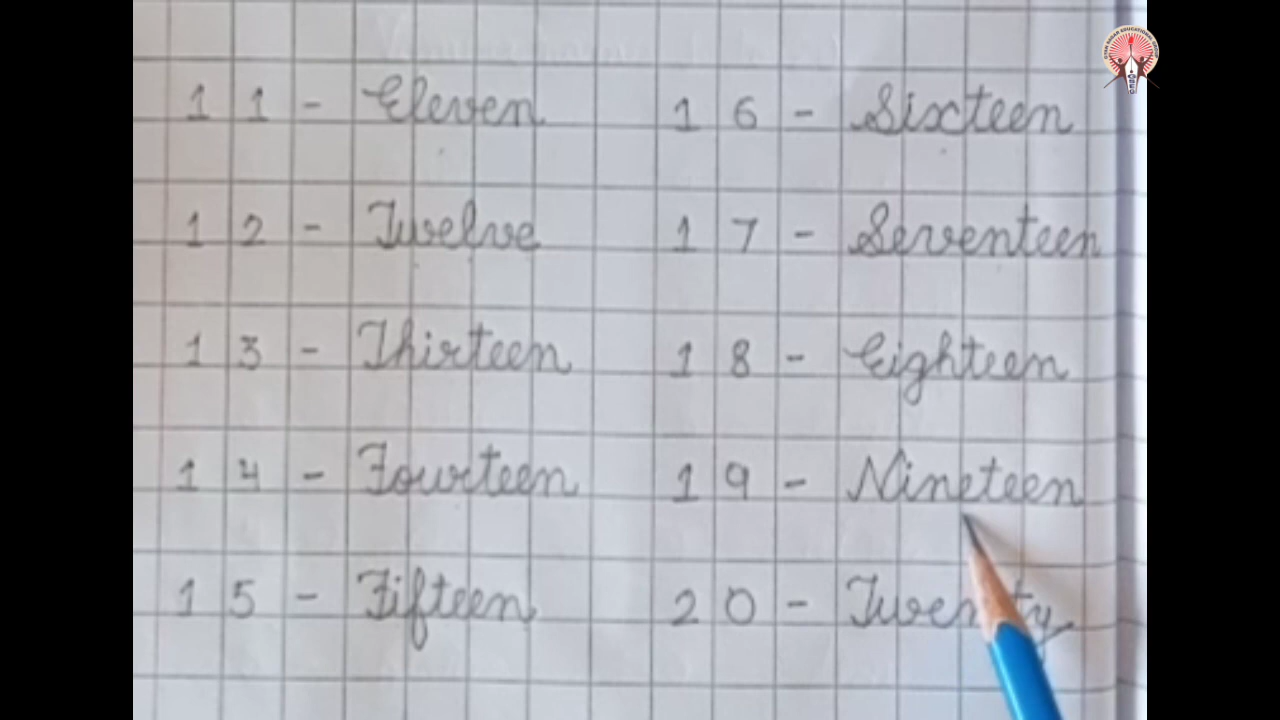 11 - Eleven
12 - Twelve
13 - Thirteen
14 - Fourteen
15 - Fifteen
16 - Sixteen
17 - Seventeen
18 - Eighteen
19 - Nineteen
20 - Twenty